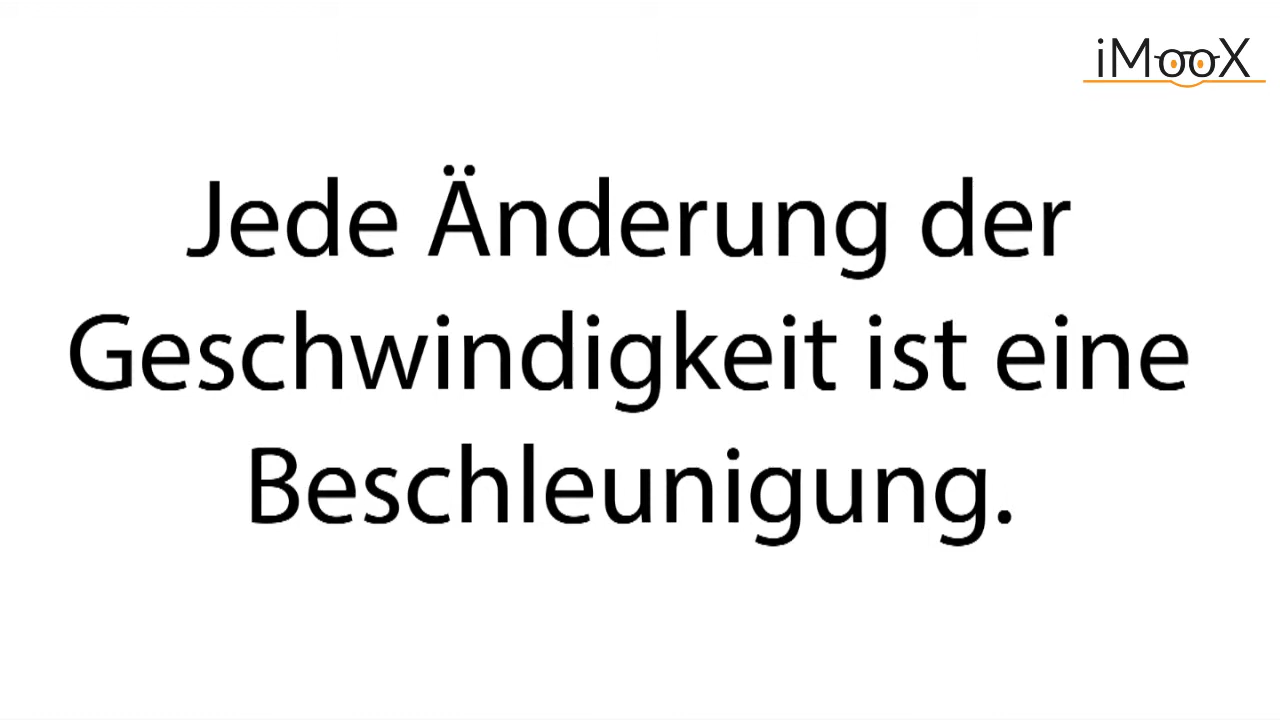 iMooX
Jede Änderung der
Geschwindigkeit ist eine
Beschleunigung.